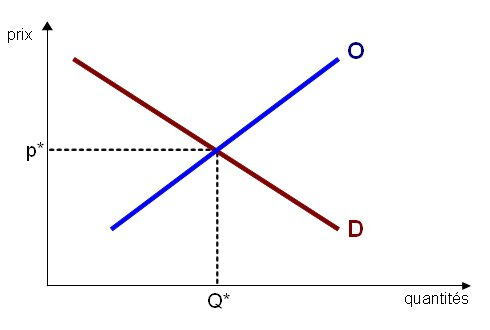 prix
O
p*
D
Q*
quantités